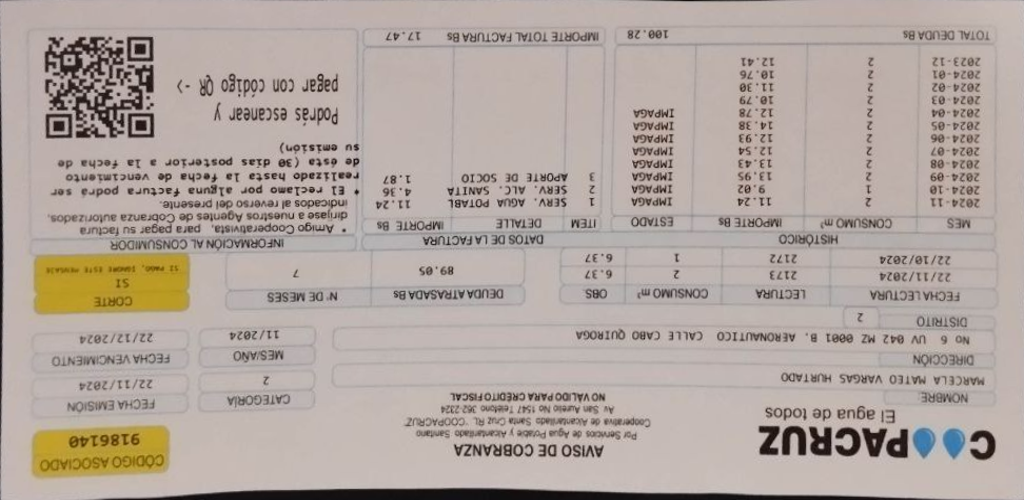 COOPACRUZ
El agua de todos
AVISO DE COBRANZA
Por Servicios de Agua Potable y Alcantarillado Sanitario
Cooperativa de Alcantarillado Santa Cruz RL. "COOPACRUZ"
Av. San Aurelio No 1547 Teléfono 362-2324
NO VALIDO PARA CRÉDITO FISCAL
CÓDIGO ASOCIADO
9186140
NOMBRE:
MARCELA MATEO VARGAS HURTADO
CATEGORÍA
2
FECHA EMISIÓN
22/11/2024
DIRECCIÓN
No 6 UV 042 MZ 0001 B. AERONAUTICO CALLE CABO QUIROGA
MES/AÑO
11/2024
FECHA VENCIMIENTO
22/12/2024
DISTRITO 2
FECHA LECTURA LECTURA CONSUMO m³ OBS.
22/11/2024 2173 2 6.37
22/10/2024 2172 1 6.37
DEUDA ATRASADA Bs Nº DE MESES
89.05 7
CORTE
SI
SI PAGO, IGNORE ESTE MENSAJE
HISTÓRICO
MES CONSUMO m³ IMPORTE Bs ESTADO
2024-11 2 11.24 IMPAGA
2024-10 1 9.02 IMPAGA
2024-09 2 13.95 IMPAGA
2024-08 2 13.43 IMPAGA
2024-07 2 12.54 IMPAGA
2024-06 2 12.93 IMPAGA
2024-05 2 14.38 IMPAGA
2024-04 2 12.78 IMPAGA
2024-03 2 10.79
2024-02 2 11.30
2024-01 2 10.76
2023-12 2 12.41
TOTAL DEUDA Bs 100.28
DATOS DE LA FACTURA
ITEM DETALLE IMPORTE Bs
1 SERV. AGUA POTABL 11.24
2 SERV. ALC. SANITA 4.36
3 APORTE DE SOCIO 1.87
IMPORTE TOTAL FACTURA Bs 17.47
INFORMACIÓN AL CONSUMIDOR
* Amigo Cooperativista, para pagar su factura
diríjase a nuestros Agentes de Cobranza autorizados,
indicados al reverso del presente.
* El reclamo por alguna factura podrá ser
realizado hasta la fecha de vencimiento
de ésta (30 dias posterior a la fecha de
su emisión)
Podrás escanear y
pagar con código QR ->